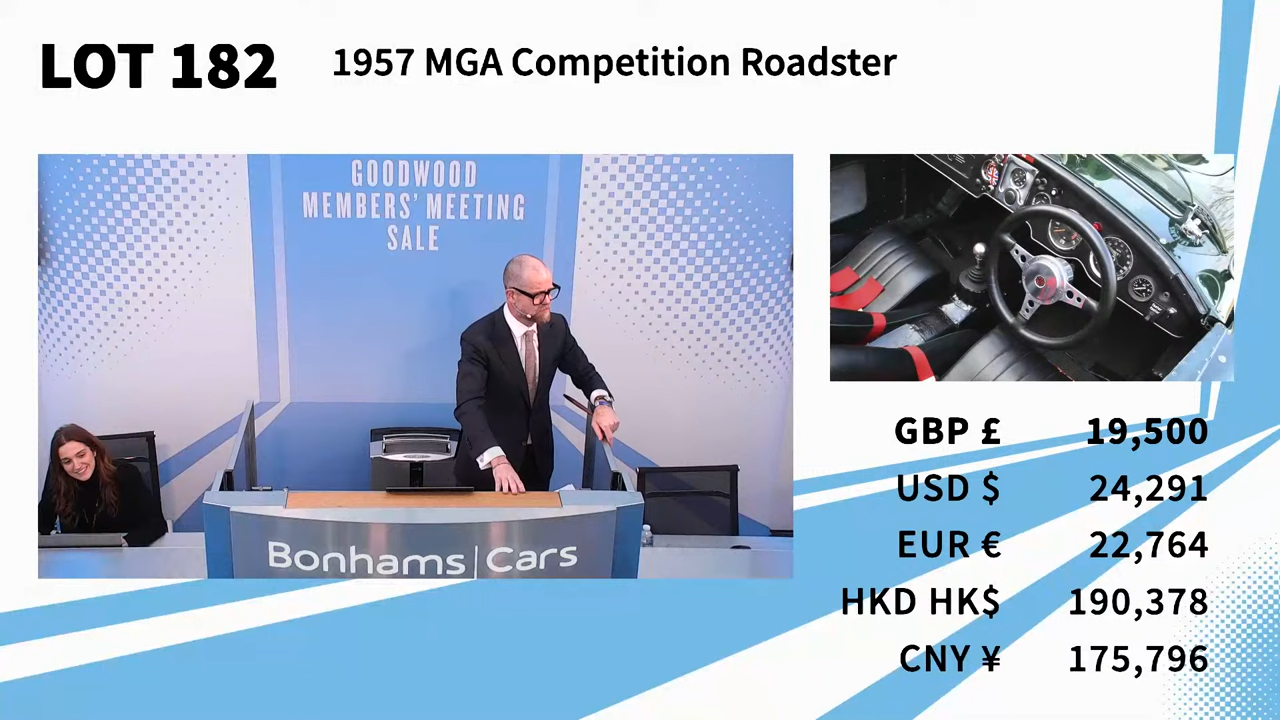 LOT 182
1957 MGA Competition Roadster
GOODWOOD
MEMBERS' MEETING
SALE
Bonhams|Cars
GBP £ 19,500
USD $ 24,291
EUR € 22,764
HKD HK$ 190,378
CNY ¥ 175,796